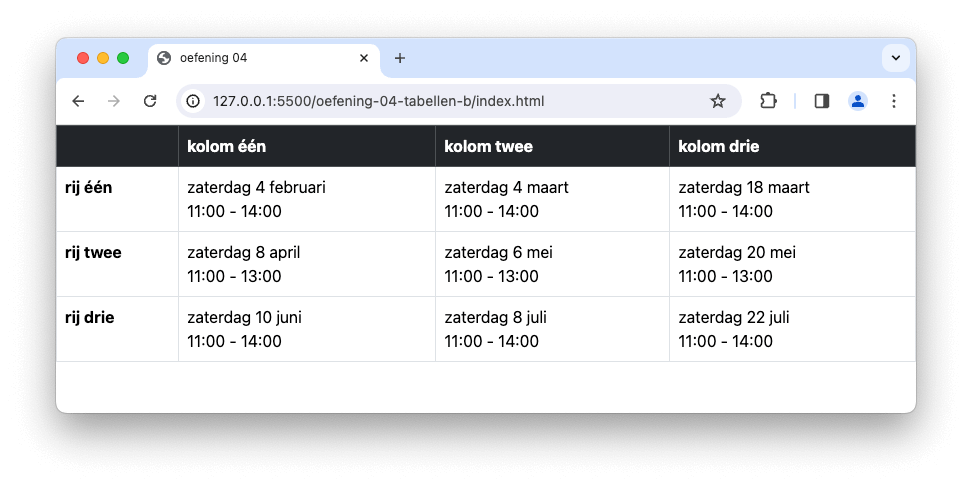 oefening 04
127.0.0.1:5500/oefening-04-tabellen-b/index.html
kolom één kolom twee kolom drie
rij één zaterdag 4 februari zaterdag 4 maart zaterdag 18 maart
11:00 - 14:00 11:00 - 14:00 11:00 - 14:00
rij twee zaterdag 8 april zaterdag 6 mei zaterdag 20 mei
11:00 - 13:00 11:00 - 13:00 11:00 - 13:00
rij drie zaterdag 10 juni zaterdag 8 juli zaterdag 22 juli
11:00 - 14:00 11:00 - 14:00 11:00 - 14:00